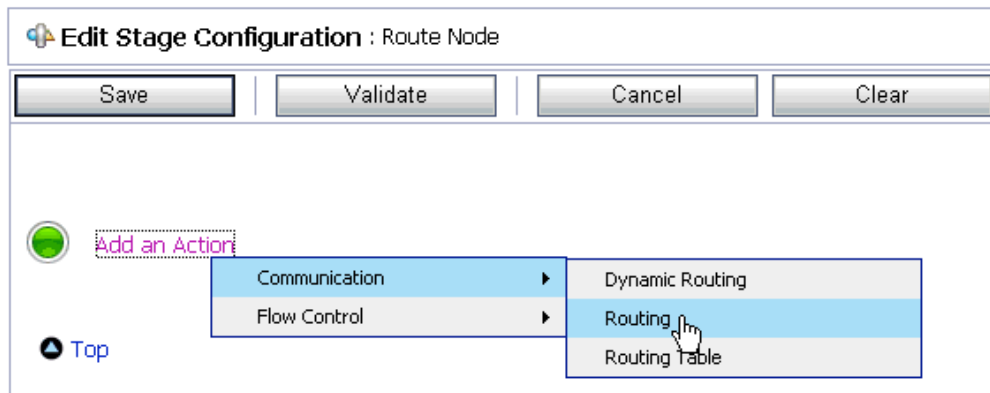 Edit Stage Configuration : Route Node
Save Validate Cancel Clear
Add an Action
Communication Dynamic Routing
Flow Control Routing
Top Routing Table